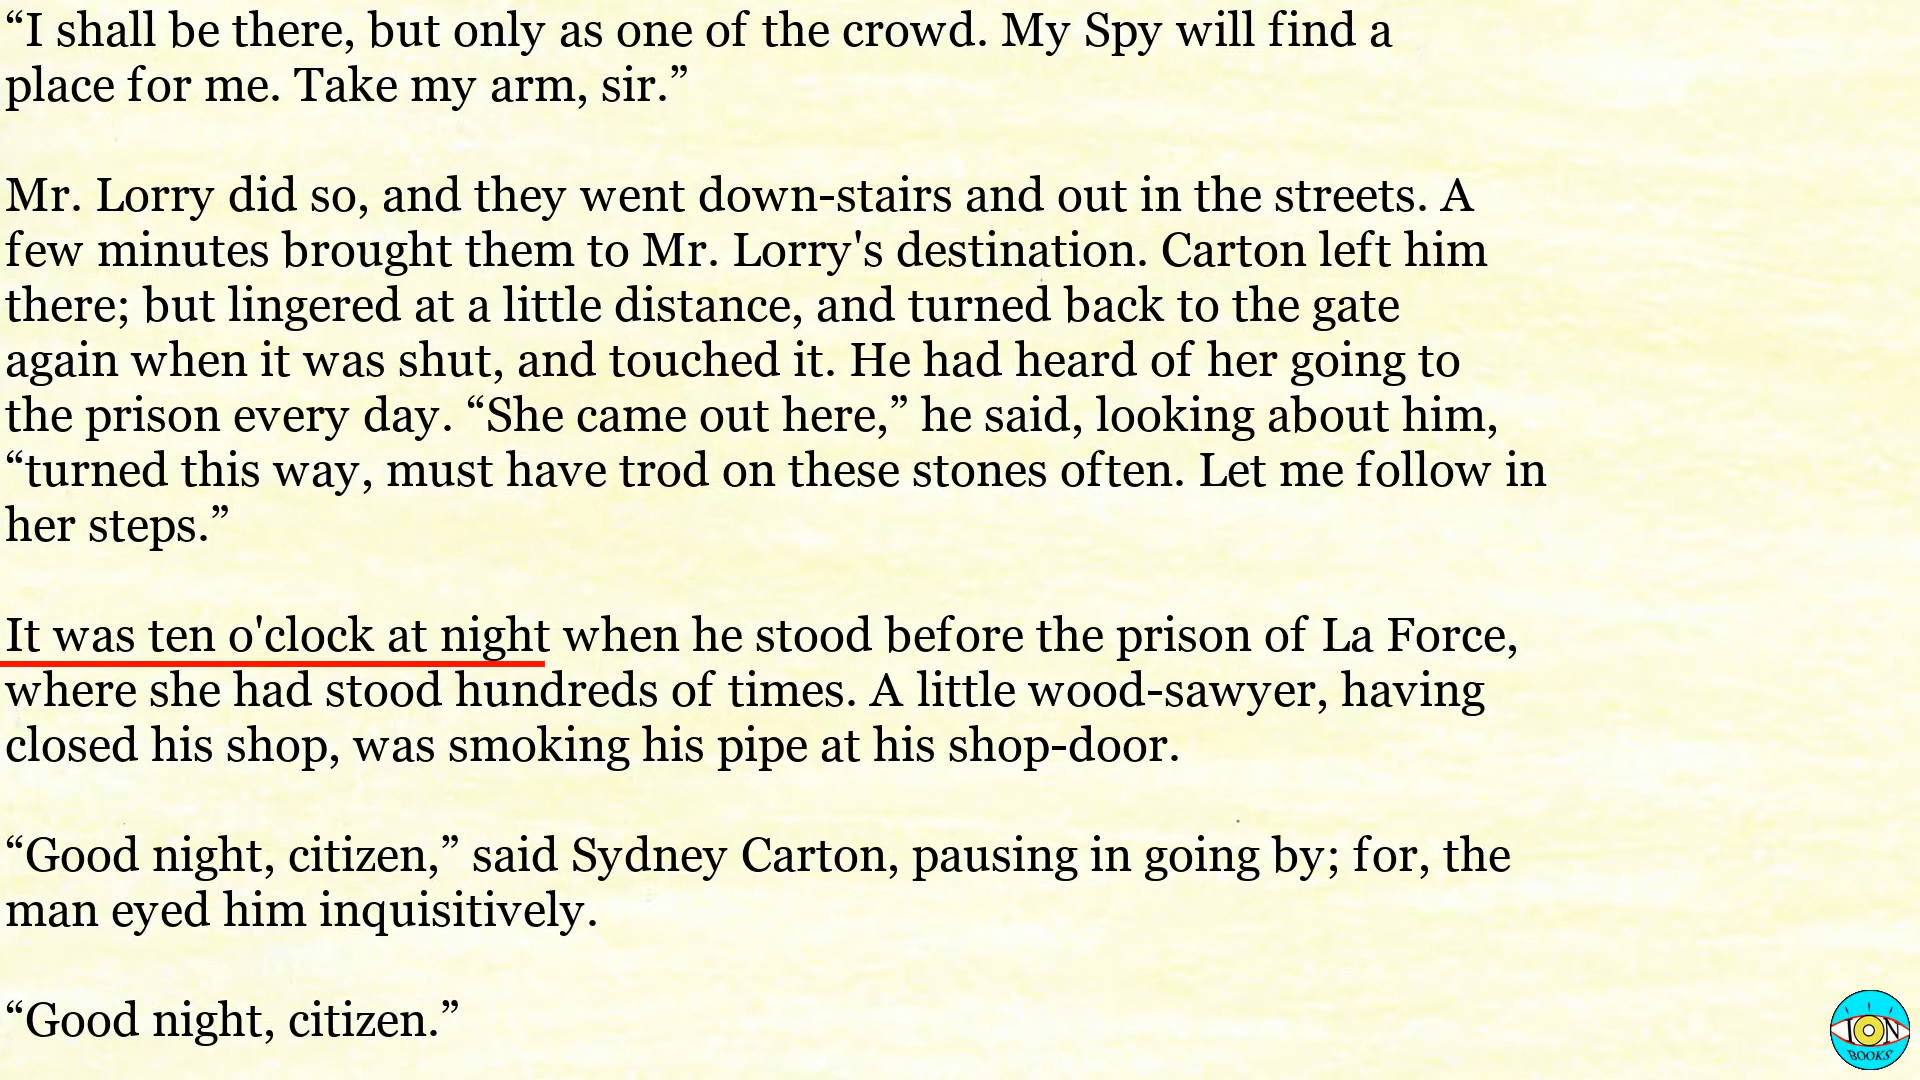 “I shall be there, but only as one of the crowd. My Spy will find a
place for me. Take my arm, sir.”
Mr. Lorry did so, and they went down-stairs and out in the streets. A
few minutes brought them to Mr. Lorry's destination. Carton left him
there; but lingered at a little distance, and turned back to the gate
again when it was shut, and touched it. He had heard of her going to
the prison every day. “She came out here,” he said, looking about him,
“turned this way, must have trod on these stones often. Let me follow in
her steps.”
It was ten o'clock at night when he stood before the prison of La Force,
where she had stood hundreds of times. A little wood-sawyer, having
closed his shop, was smoking his pipe at his shop-door.
“Good night, citizen,” said Sydney Carton, pausing in going by; for, the
man eyed him inquisitively.
“Good night, citizen.”
ION
BOOKS